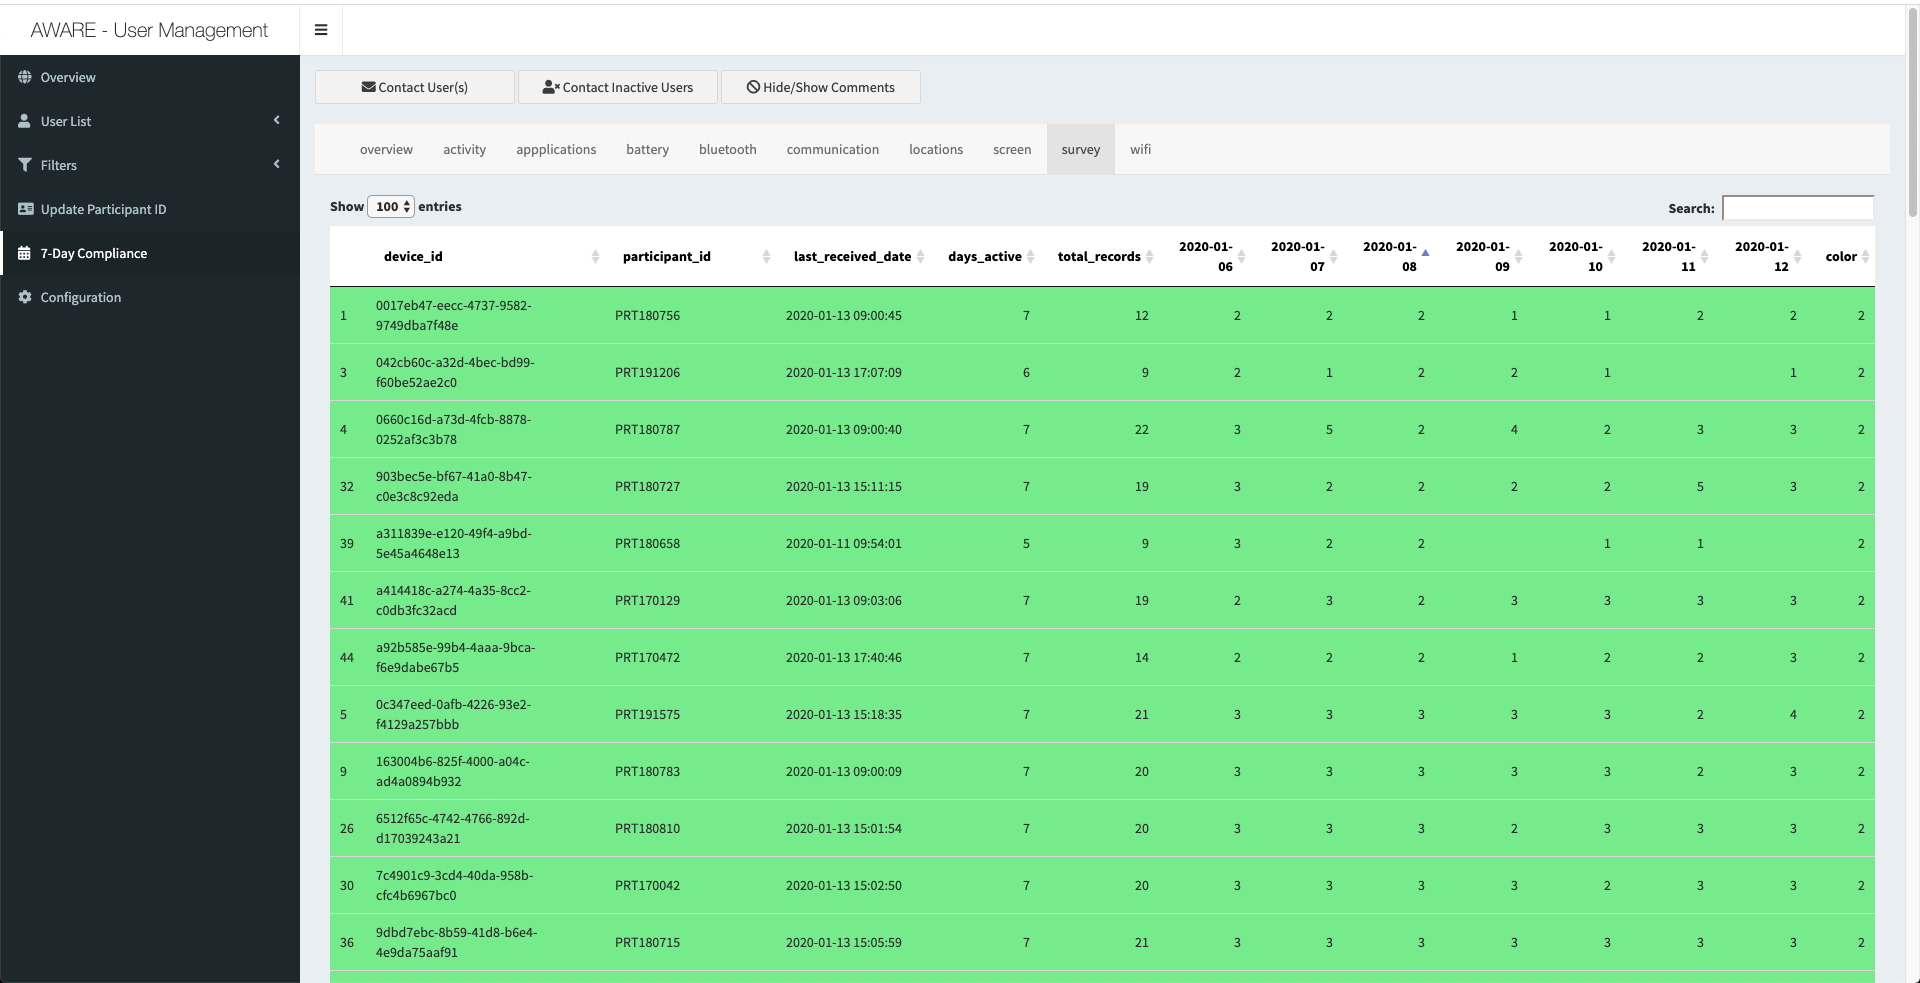 AWARE - User Management
Overview
User List
Filters
Update Participant ID
7-Day Compliance
Configuration
Contact User(s) Contact Inactive Users Hide/Show Comments
overview activity appplications battery bluetooth communication locations screen survey wifi
Show 100 entries Search:
device_id participant_id last_received_date days_active total_records 2020-01-06 2020-01-07 2020-01-08 2020-01-09 2020-01-10 2020-01-11 2020-01-12 color
1 0017eb47-eecc-4737-9582-9749dba7f48e PRT180756 2020-01-13 09:00:45 7 12 2 2 2 1 1 2 2 2
3 042cb60c-a32d-4bec-bd99-f60be52ae2c0 PRT191206 2020-01-13 17:07:09 6 9 2 1 2 2 1 1 2
4 0660c16d-a73d-4fcb-8878-0252af3c3b78 PRT180787 2020-01-13 09:00:40 7 22 3 5 2 4 2 3 3 2
32 903bec5e-bf67-41a0-8b47-c0e3c8c92eda PRT180727 2020-01-13 15:11:15 7 19 3 2 2 2 2 5 3 2
39 a311839e-e120-49f4-a9bd-5e45a4648e13 PRT180658 2020-01-11 09:54:01 5 9 3 2 2 1 1 2
41 a414418c-a274-4a35-8cc2-c0db3fc32acd PRT170129 2020-01-13 09:03:06 7 19 2 3 2 3 3 3 3 2
44 a92b585e-99b4-4aaa-9bca-f6e9dabe67b5 PRT170472 2020-01-13 17:40:46 7 14 2 2 2 1 2 2 3 2
5 0c347eed-0afb-4226-93e2-f4129a257bbb PRT191575 2020-01-13 15:18:35 7 21 3 3 3 3 3 2 4 2
9 163004b6-825f-4000-a04c-ad4a0894b932 PRT180783 2020-01-13 09:00:09 7 20 3 3 3 3 3 2 3 2
26 6512f65c-4742-4766-892d-d17039243a21 PRT180810 2020-01-13 15:01:54 7 20 3 3 3 2 3 3 3 2
30 7c4901c9-3cd4-40da-958b-cfc4b6967bc0 PRT170042 2020-01-13 15:02:50 7 20 3 3 3 3 2 3 3 2
36 9dbd7ebc-8b59-41d8-b6e4-4e9da75aaf91 PRT180715 2020-01-13 15:05:59 7 21 3 3 3 3 3 3 3 2